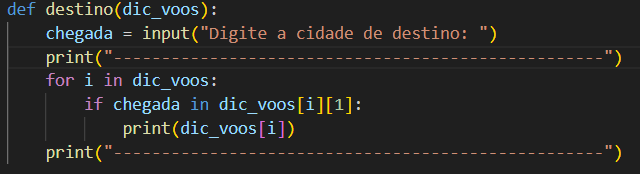 def destino(dic_voos):
    chegada = input("Digite a cidade de destino: ")
    print("---------------------------------------------------")
    for i in dic_voos:
        if chegada in dic_voos[i][1]:
            print(dic_voos[i])
    print("---------------------------------------------------")